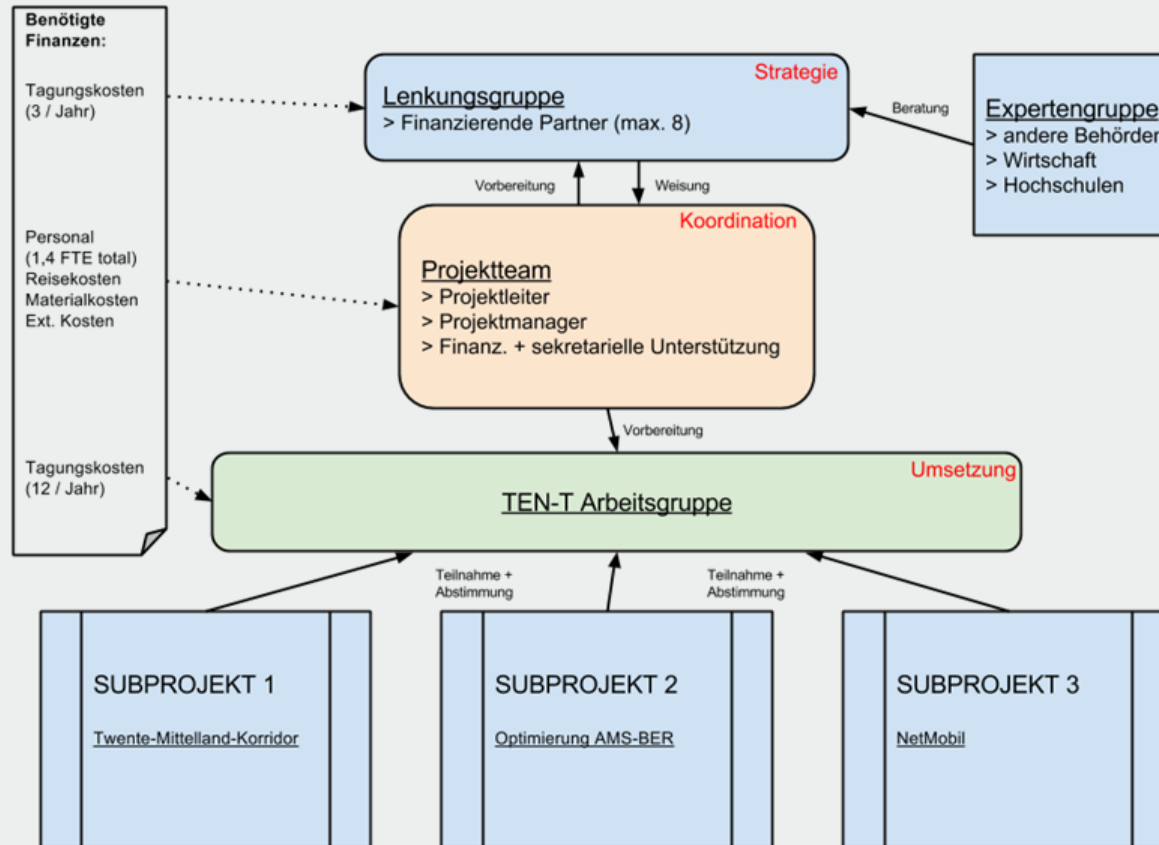 Benötigte
Finanzen:
Tagungskosten
(3 / Jahr)
Personal
(1,4 FTE total)
Reisekosten
Materialkosten
Ext. Kosten
Tagungskosten
(12 / Jahr)
Strategie
Lenkungsgruppe
> Finanzierende Partner (max. 8)
Beratung
Expertengruppe
> andere Behörden
> Wirtschaft
> Hochschulen
Vorbereitung
Weisung
Koordination
Projektteam
> Projektleiter
> Projektmanager
> Finanz. + sekretarielle Unterstützung
Vorbereitung
Umsetzung
TEN-T Arbeitsgruppe
Teilnahme +
Abstimmung
Teilnahme +
Abstimmung
SUBPROJEKT 1
Twente-Mittelland-Korridor
SUBPROJEKT 2
Optimierung AMS-BER
SUBPROJEKT 3
NetMobil